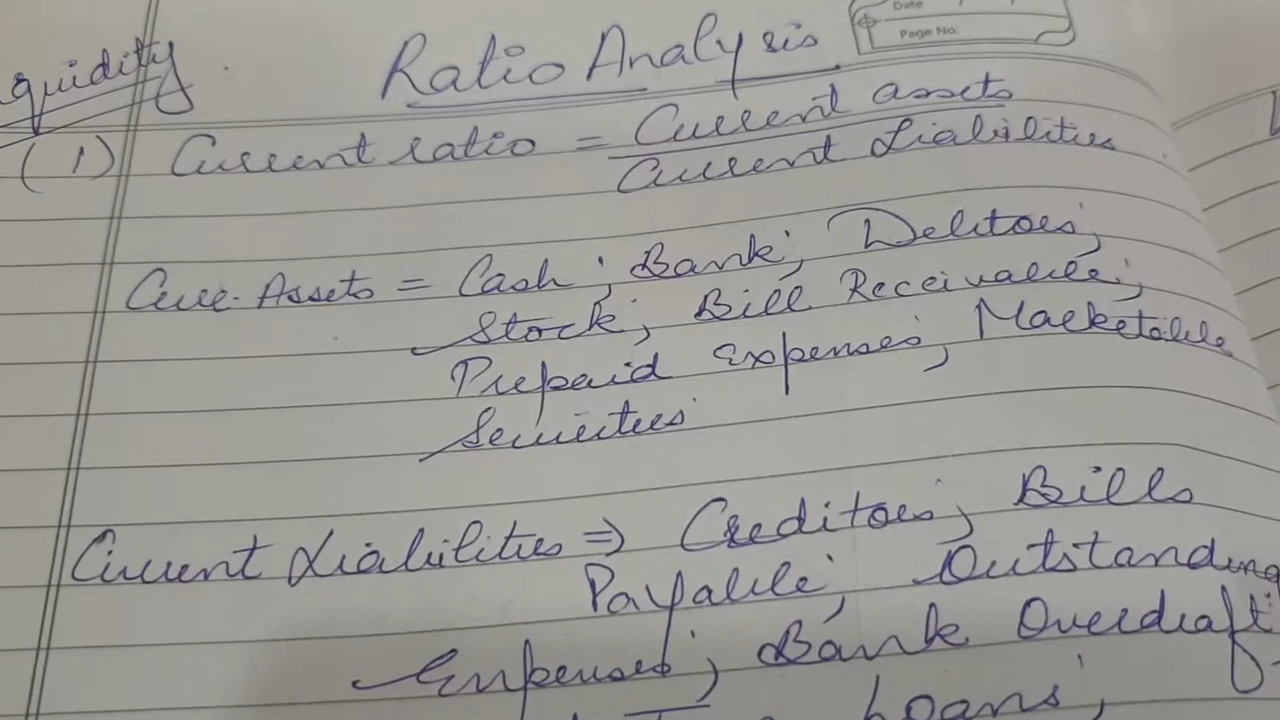 Date
Page No.
quidity
Ratio Analysis
(1) Current ratio = Current assets
Current Liabilities
Curr. Assets = Cash; Bank; Debtors;
Stock; Bill Receivable;
Prepaid Expenses; Marketable
Securities
Current Liabilities ⇒ Creditors; Bills
Payable; Outstanding
Expenses; Bank Overdraft;
Loans;